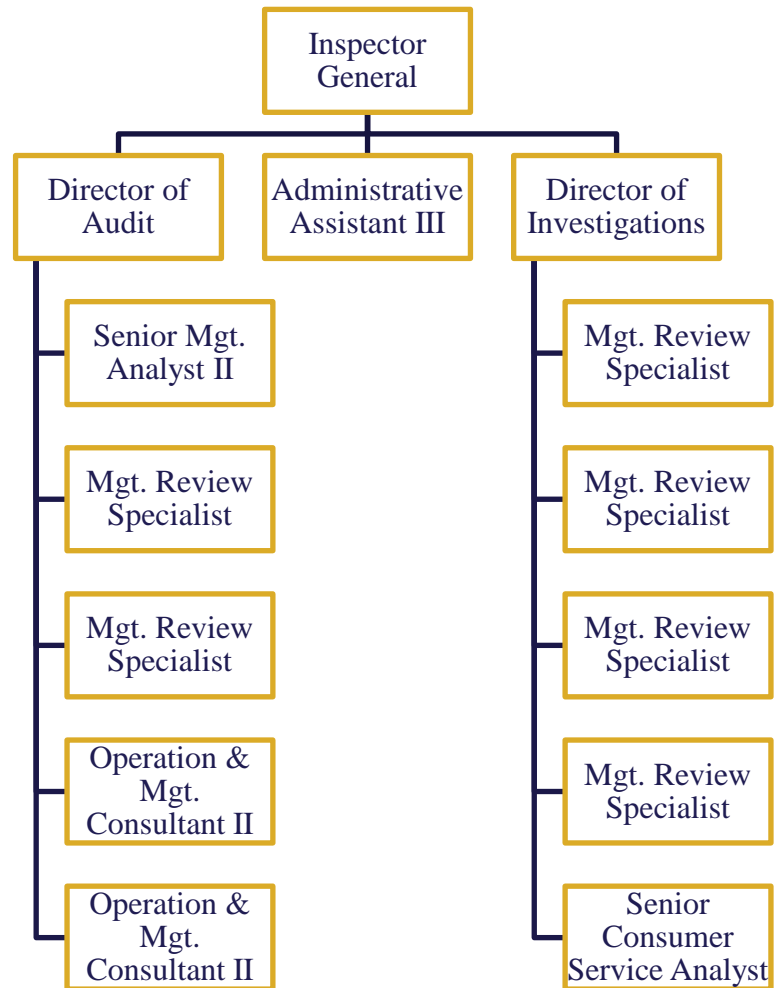 Inspector
General
Director of
Audit
Administrative
Assistant III
Director of
Investigations
Senior Mgt.
Analyst II
Mgt. Review
Specialist
Mgt. Review
Specialist
Operation &
Mgt.
Consultant II
Operation &
Mgt.
Consultant II
Mgt. Review
Specialist
Mgt. Review
Specialist
Mgt. Review
Specialist
Mgt. Review
Specialist
Senior
Consumer
Service Analyst